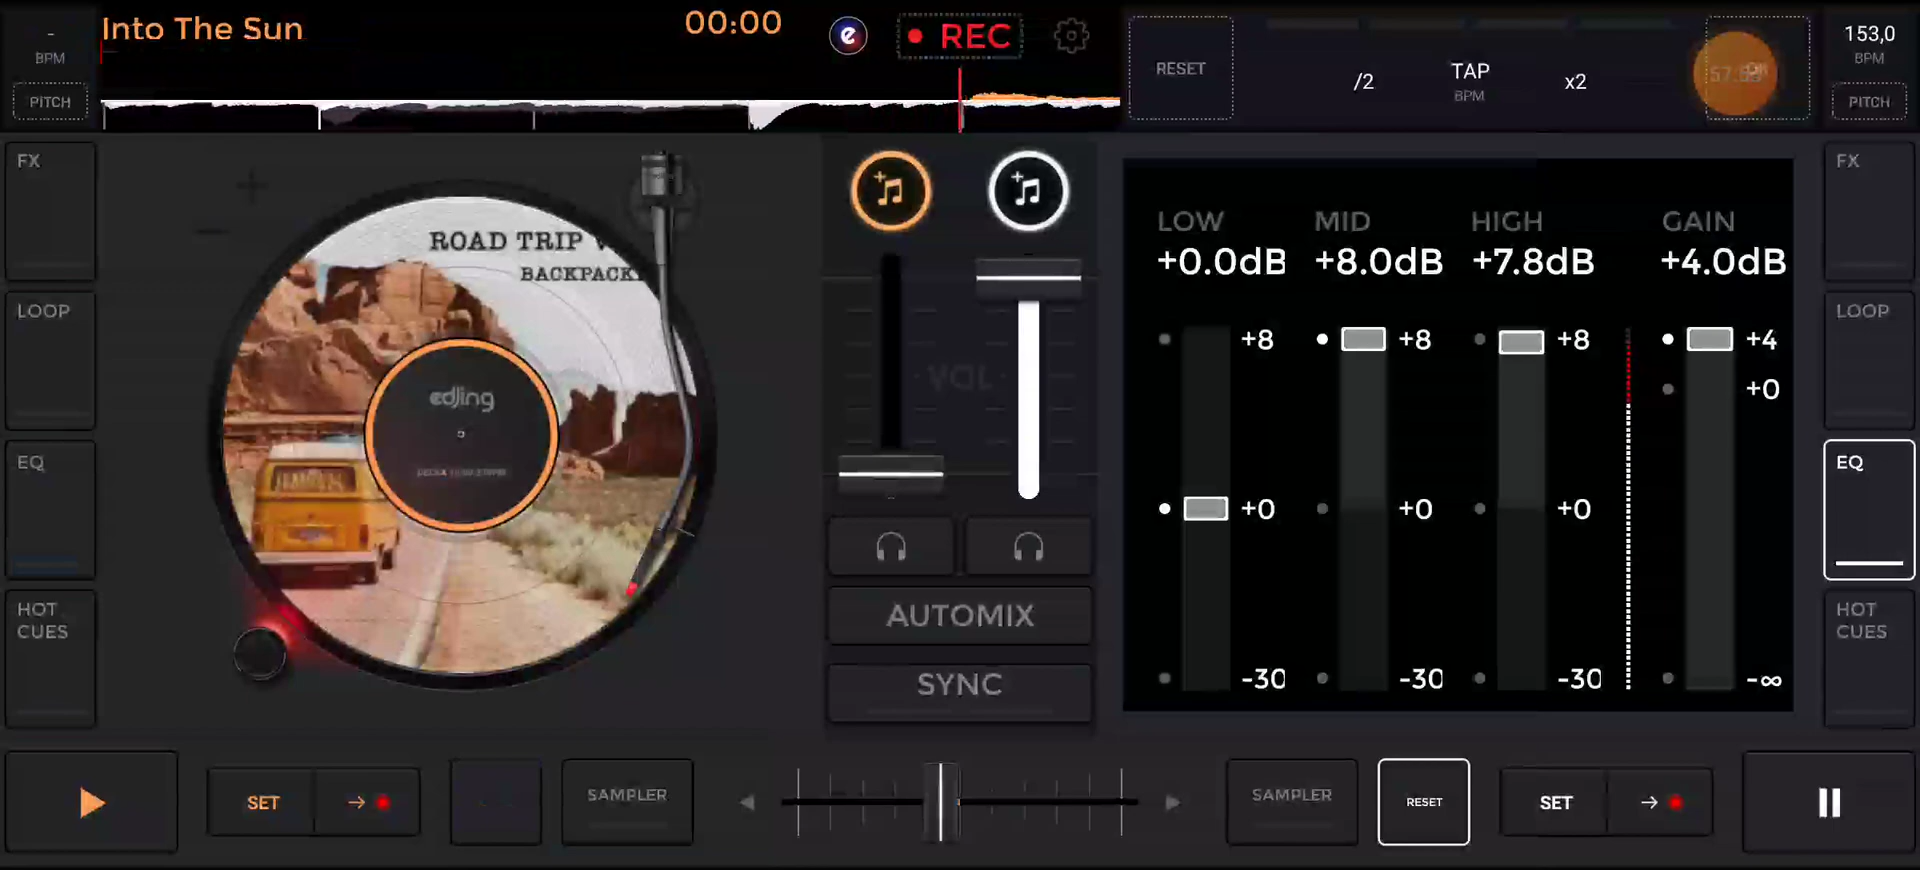 -
BPM
PITCH
Into The Sun
00:00
e
REC
RESET
/2
TAP
BPM
x2
153,0
BPM
PITCH
FX
LOOP
EQ
HOT
CUES
ROAD TRIP
edjing
VOL
AUTOMIX
SYNC
LOW
+0.0dB
MID
+8.0dB
HIGH
+7.8dB
GAIN
+4.0dB
+8
+8
+8
+4
+0
+0
+0
+0
-30
-30
-30
-∞
FX
LOOP
EQ
HOT
CUES
SET
SAMPLER
SAMPLER
RESET
SET